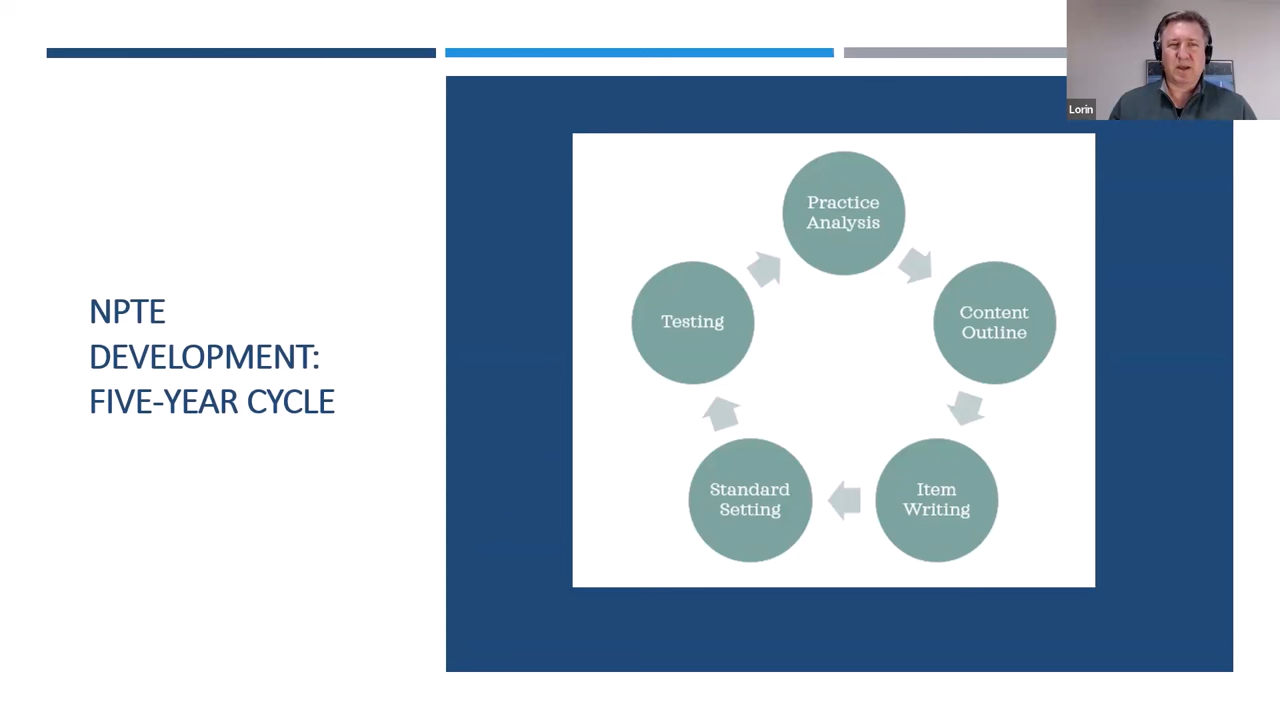 NPTE
DEVELOPMENT:
FIVE-YEAR CYCLE
Practice
Analysis
Content
Outline
Item
Writing
Standard
Setting
Testing
Lorin